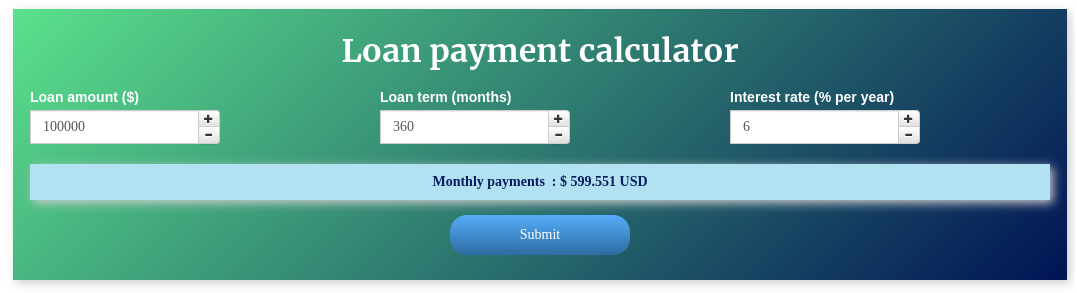 Loan payment calculator
Loan amount ($) Loan term (months) Interest rate (% per year)
100000 360 6
Monthly payments : $ 599.551 USD
Submit